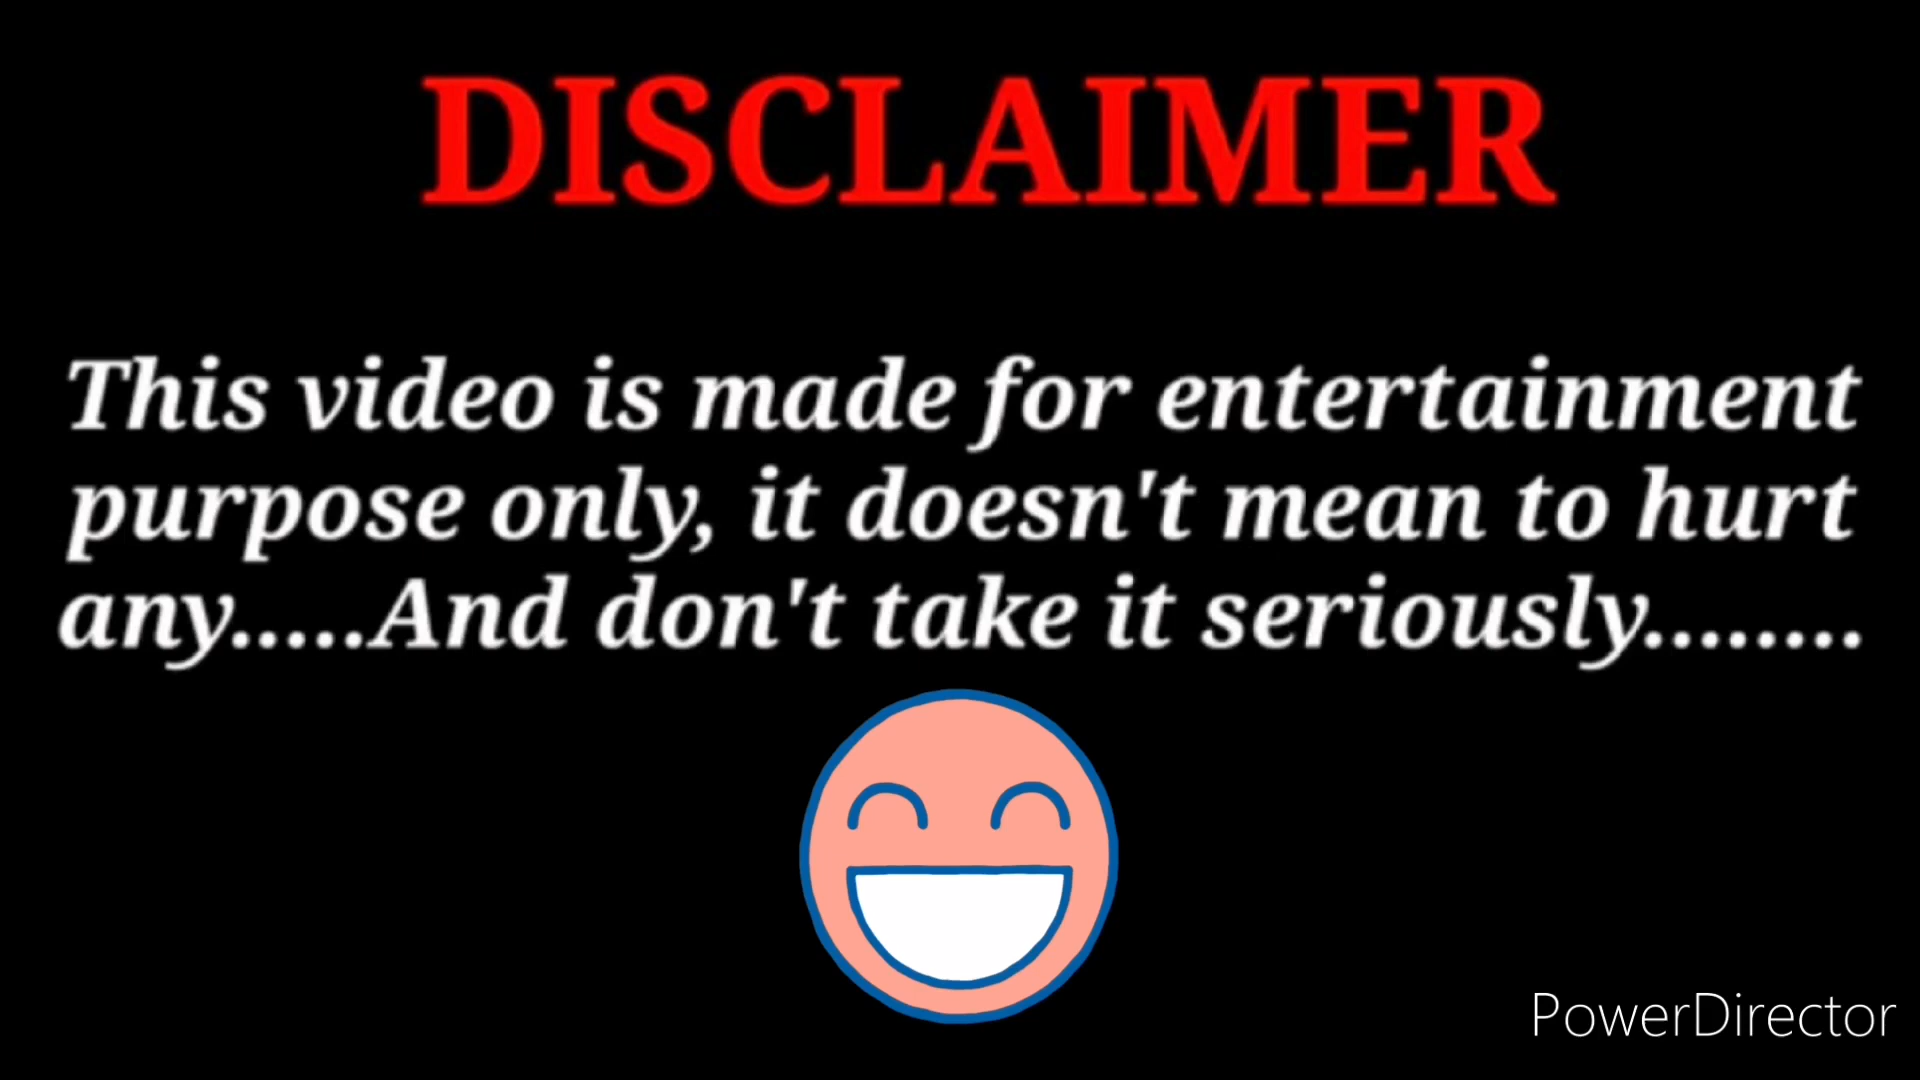 DISCLAIMER
This video is made for entertainment
purpose only, it doesn't mean to hurt
any.....And don't take it seriously........
PowerDirector